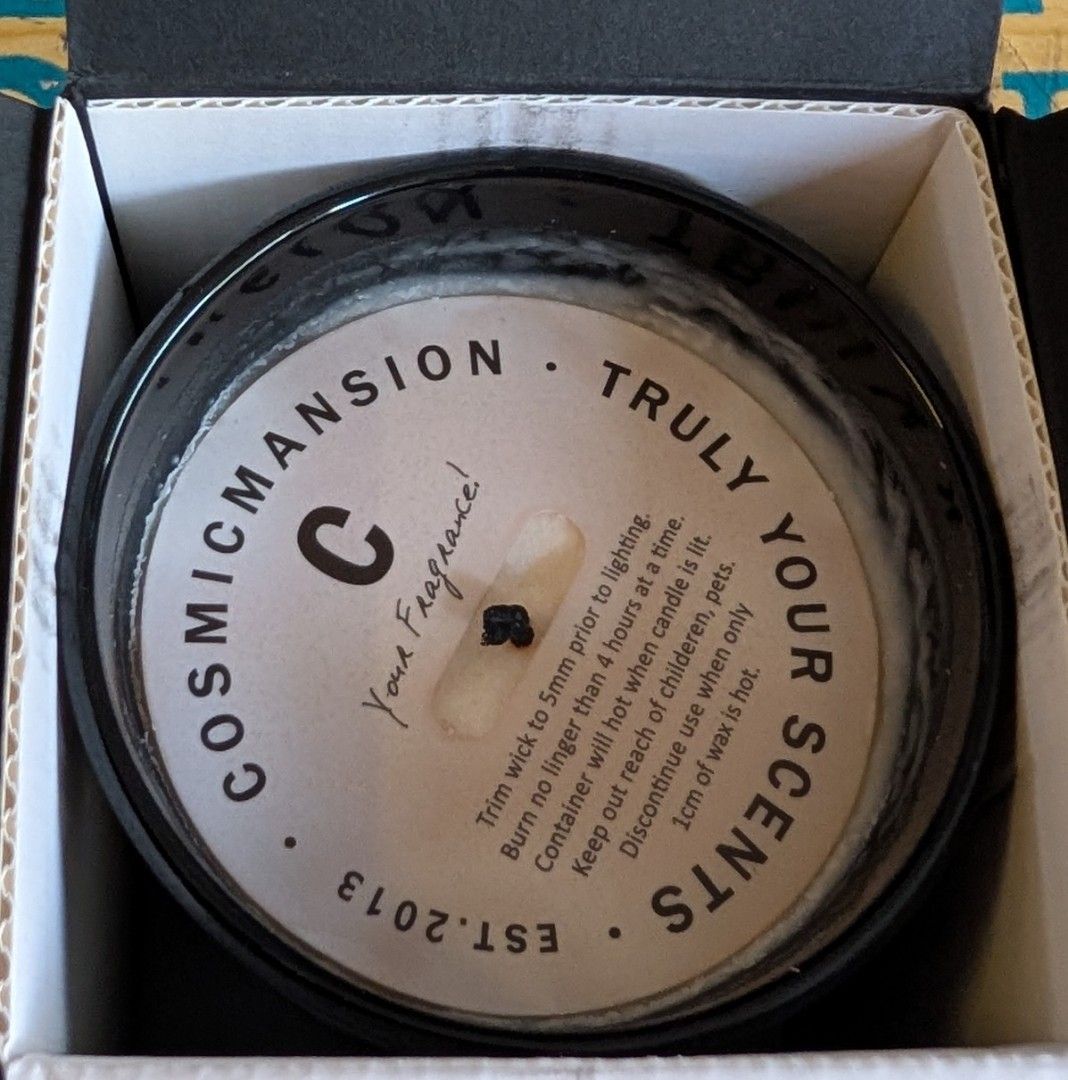 COSMICMANSION · TRULY YOUR SCENTS · EST.2013 ·
C
Your Fragrance!
Trim wick to 5mm prior to lighting.
Burn no linger than 4 hours at a time.
Container will hot when candle is lit.
Keep out reach of childeren, pets.
Discontinue use when only
1cm of wax is hot.